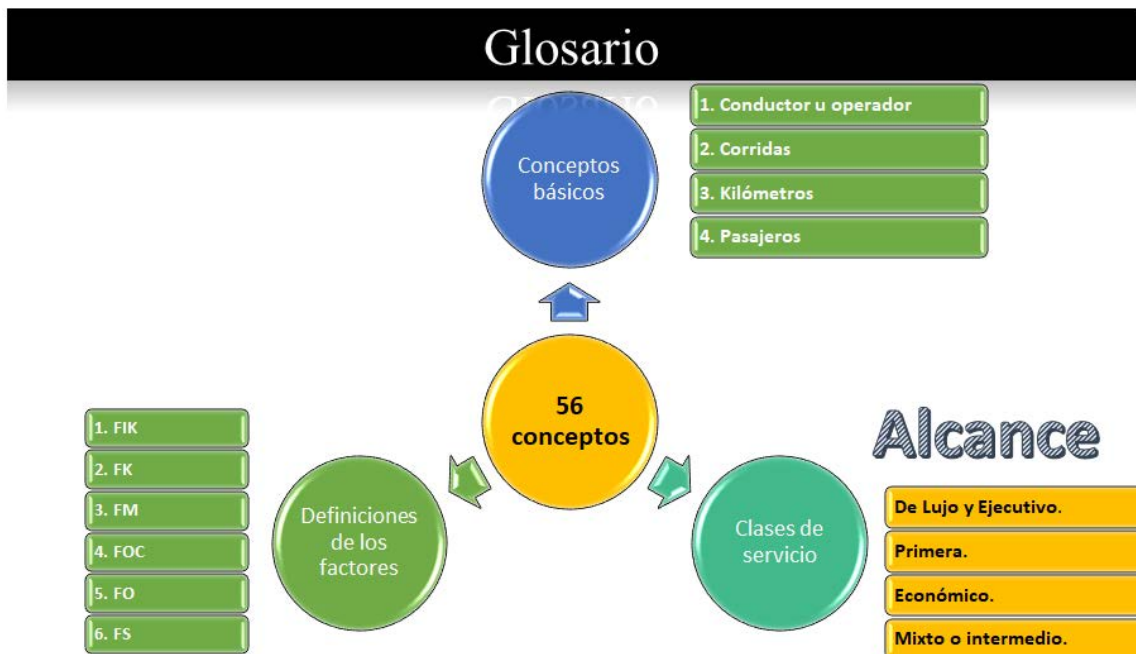 Glosario
Conceptos
básicos
1. Conductor u operador
2. Corridas
3. Kilómetros
4. Pasajeros
56
conceptos
1. FIK
2. FK
3. FM
4. FOC
5. FO
6. FS
Definiciones
de los
factores
Clases de
servicio
Alcance
De Lujo y Ejecutivo.
Primera.
Económico.
Mixto o intermedio.